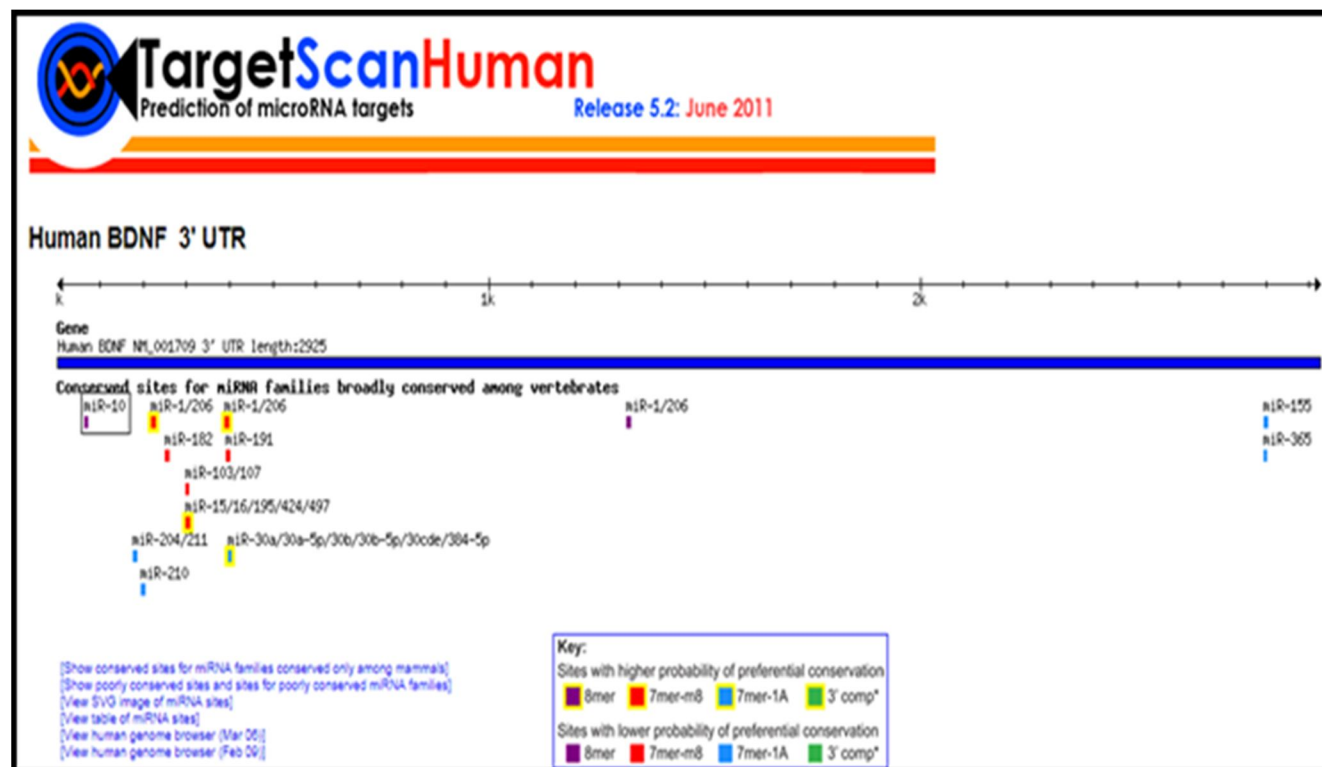 TargetScanHuman
Prediction of microRNA targets Release 5.2: June 2011
Human BDNF 3' UTR
k 1k 2k
Gene
Human BDNF NM_001709 3' UTR length:2925
Conserved sites for miRNA families broadly conserved among vertebrates
miR-10 miR-1/206 miR-1/206 miR-1/206 miR-155
miR-182 miR-191 miR-365
miR-103/107
miR-15/16/195/424/497
miR-204/211 miR-30a/30a-5p/30b/30b-5p/30cde/384-5p
miR-210
[Show conserved sites for miRNA families conserved only among mammals]
[Show poorly conserved sites and sites for poorly conserved miRNA families]
[View SVG image of miRNA sites]
[View table of miRNA sites]
[View human genome browser (Mar 06)]
[View human genome browser (Feb 09)]
Key:
Sites with higher probability of preferential conservation
8mer 7mer-m8 7mer-1A 3' comp*
Sites with lower probability of preferential conservation
8mer 7mer-m8 7mer-1A 3' comp*